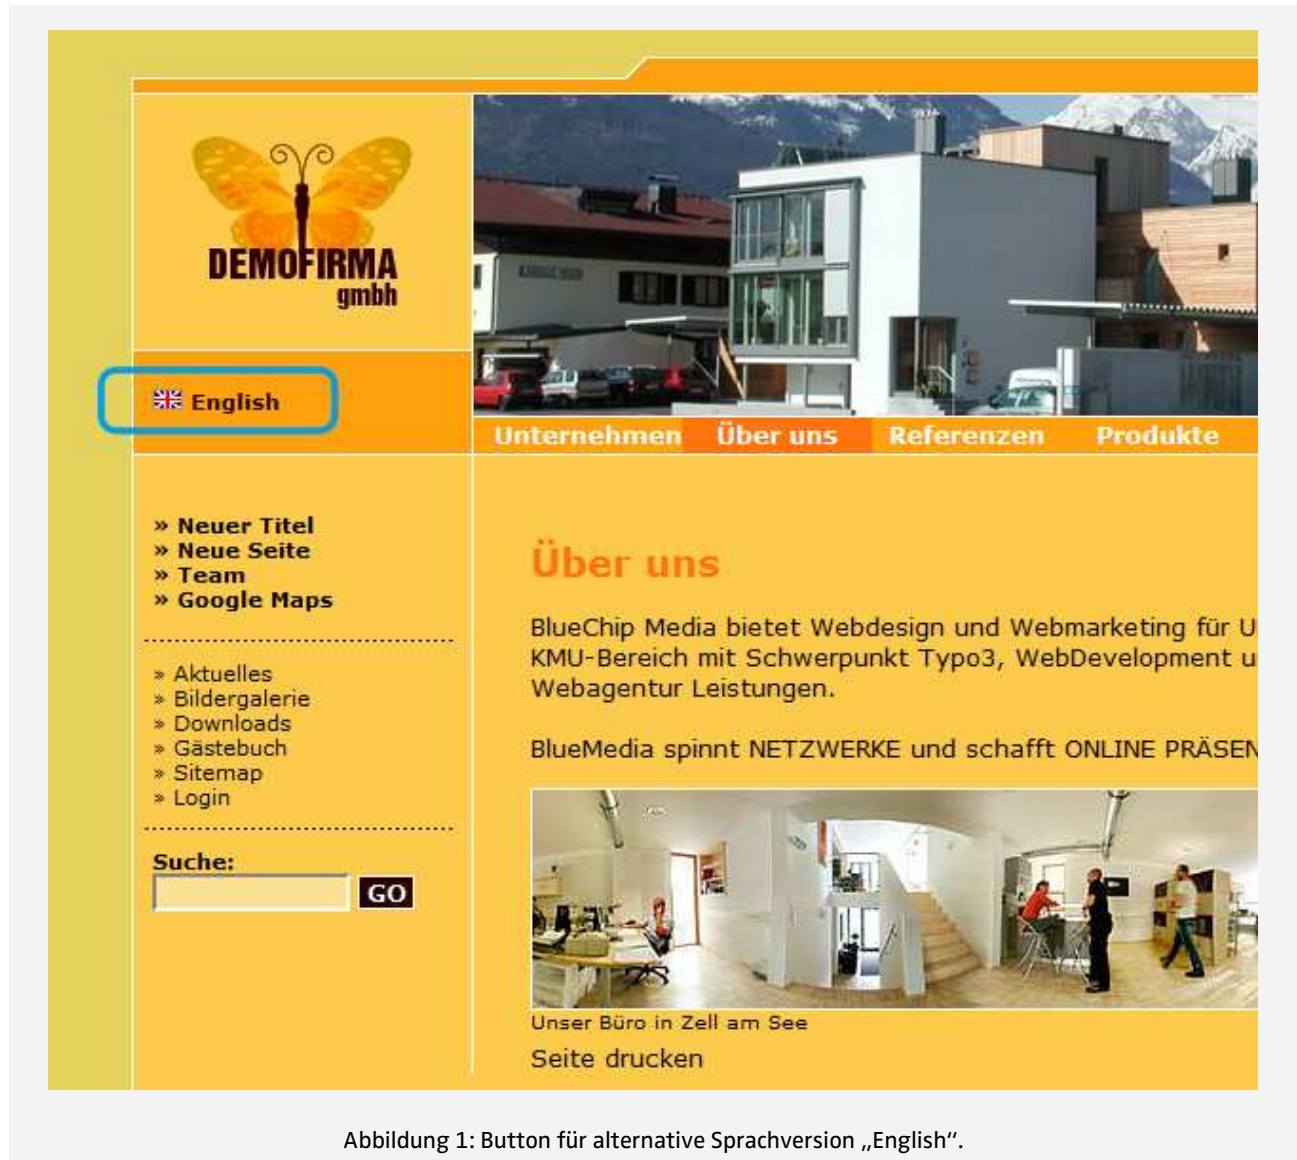 DEMOFIRMA
gmbh
English
Unternehmen Über uns Referenzen Produkte
» Neuer Titel
» Neue Seite
» Team
» Google Maps
» Aktuelles
» Bildergalerie
» Downloads
» Gästebuch
» Sitemap
» Login
Suche:
GO
Über uns
BlueChip Media bietet Webdesign und Webmarketing für U
KMU-Bereich mit Schwerpunkt Typo3, WebDevelopment u
Webagentur Leistungen.
BlueMedia spinnt NETZWERKE und schafft ONLINE PRÄSEN
Unser Büro in Zell am See
Seite drucken
Abbildung 1: Button für alternative Sprachversion „English“.